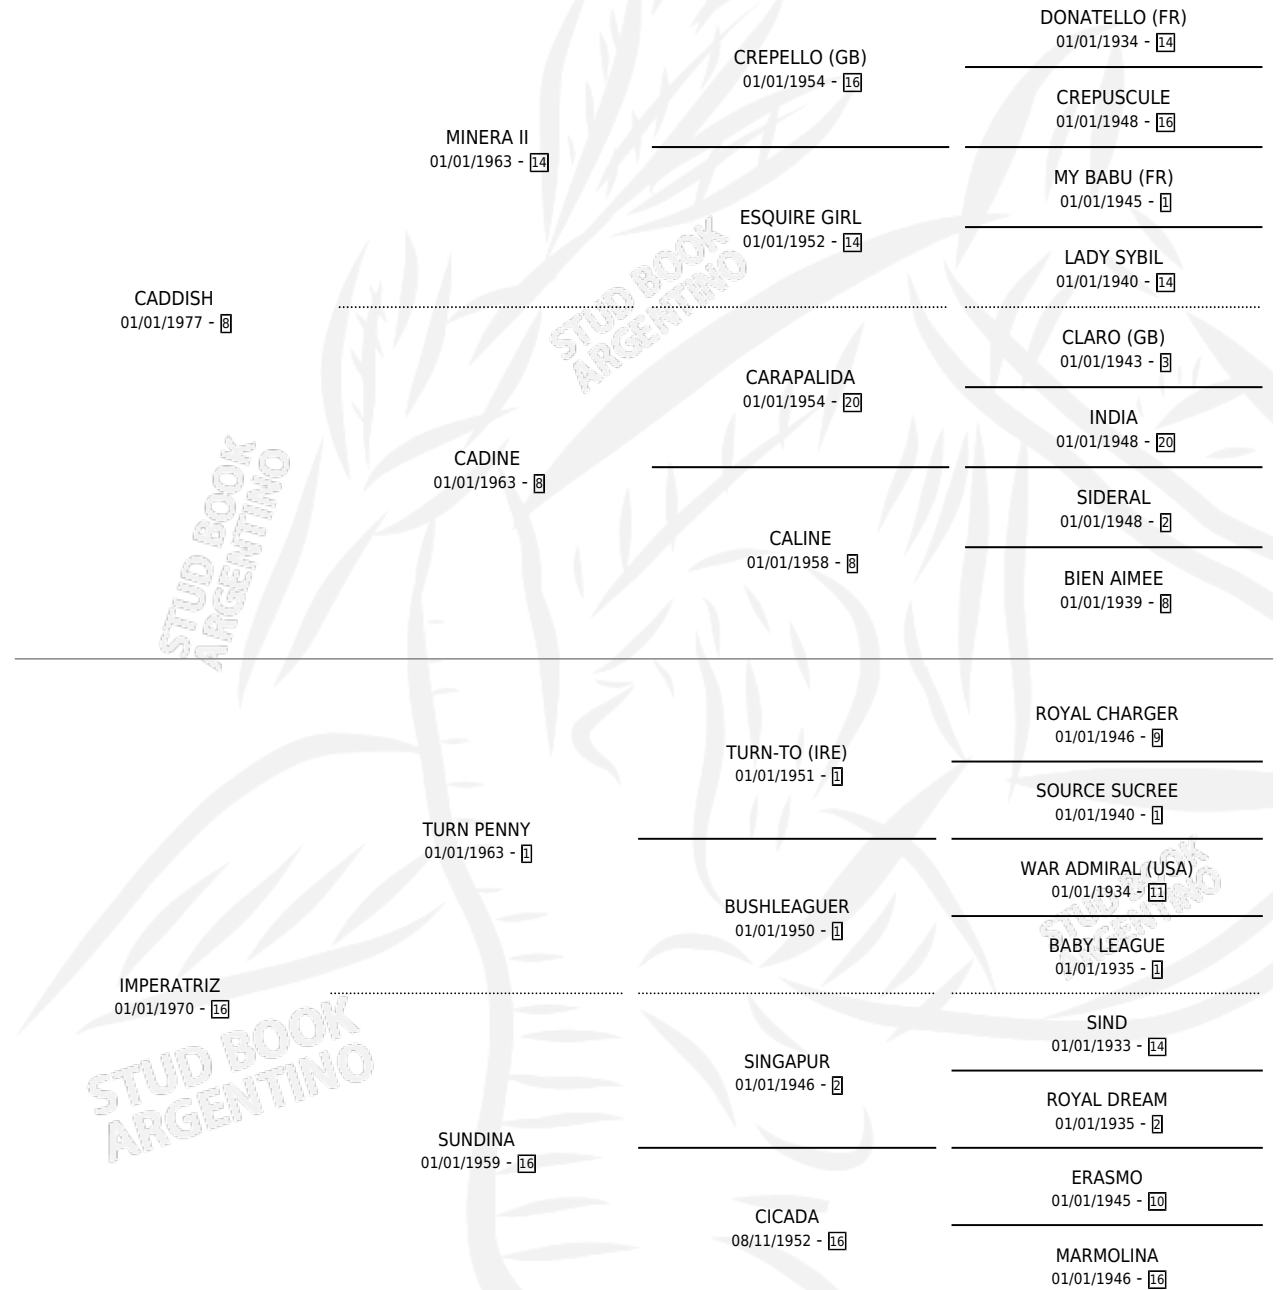 DONATELLO (FR)
01/01/1934 - 14
CREPELLO (GB)
01/01/1954 - 16
CREPUSCULE
01/01/1948 - 16
MINERA II
01/01/1963 - 14
MY BABU (FR)
01/01/1945 - 1
ESQUIRE GIRL
01/01/1952 - 14
LADY SYBIL
01/01/1940 - 14
CADDISH
01/01/1977 - 8
CLARO (GB)
01/01/1943 - 3
CARAPALIDA
01/01/1954 - 20
INDIA
01/01/1948 - 20
CADINE
01/01/1963 - 8
SIDERAL
01/01/1948 - 2
CALINE
01/01/1958 - 8
BIEN AIMEE
01/01/1939 - 8
ROYAL CHARGER
01/01/1946 - 9
TURN-TO (IRE)
01/01/1951 - 1
SOURCE SUCREE
01/01/1940 - 1
TURN PENNY
01/01/1963 - 1
WAR ADMIRAL (USA)
01/01/1934 - 11
BUSHLEAGUER
01/01/1950 - 1
BABY LEAGUE
01/01/1935 - 1
IMPERATRIZ
01/01/1970 - 16
SIND
01/01/1933 - 14
SINGAPUR
01/01/1946 - 2
ROYAL DREAM
01/01/1935 - 2
SUNDINA
01/01/1959 - 16
ERASMO
01/01/1945 - 10
CICADA
08/11/1952 - 16
MARMOLINA
01/01/1946 - 16
STUD BOOK
ARGENTINO
STUD BOOK
ARGENTINO
STUD BOOK
ARGENTINO
STUD BOOK
ARGENTINO